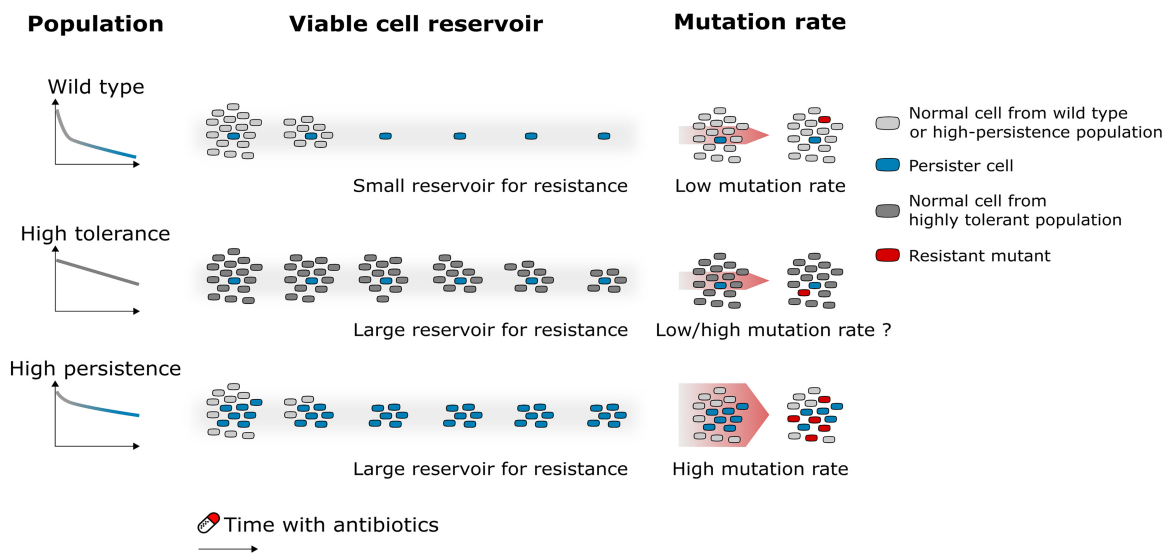 Population
Viable cell reservoir
Mutation rate
Wild type
Small reservoir for resistance
Low mutation rate
High tolerance
Large reservoir for resistance
Low/high mutation rate ?
High persistence
Large reservoir for resistance
High mutation rate
Normal cell from wild type
or high-persistence population
Persister cell
Normal cell from
highly tolerant population
Resistant mutant
Time with antibiotics